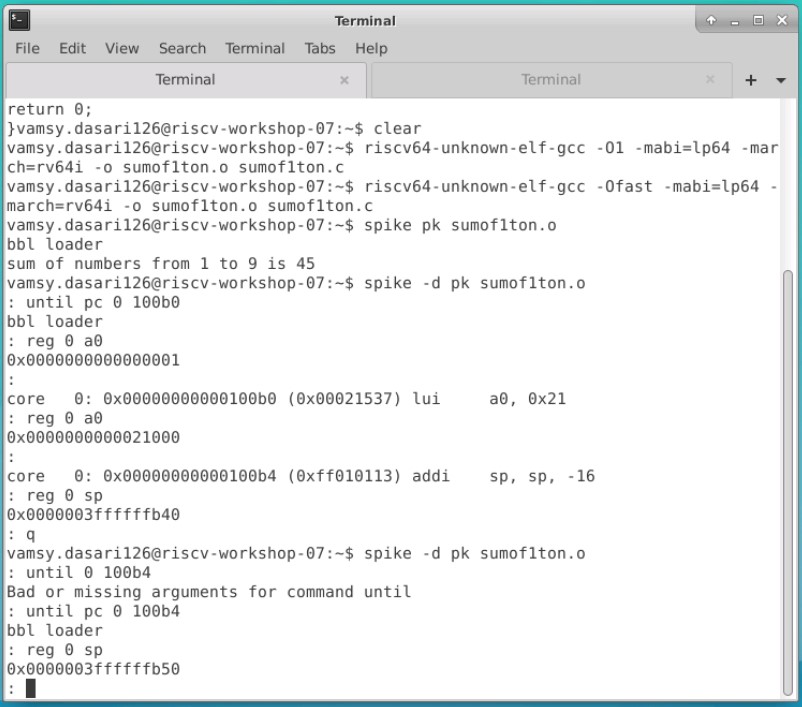 Terminal
File Edit View Search Terminal Tabs Help
Terminal
Terminal
return 0;
}vamsy.dasari126@riscv-workshop-07:~$ clear
vamsy.dasari126@riscv-workshop-07:~$ riscv64-unknown-elf-gcc -O1 -mabi=lp64 -mar
ch=rv64i -o sumof1ton.o sumof1ton.c
vamsy.dasari126@riscv-workshop-07:~$ riscv64-unknown-elf-gcc -Ofast -mabi=lp64 -
march=rv64i -o sumof1ton.o sumof1ton.c
vamsy.dasari126@riscv-workshop-07:~$ spike pk sumof1ton.o
bbl loader
sum of numbers from 1 to 9 is 45
vamsy.dasari126@riscv-workshop-07:~$ spike -d pk sumof1ton.o
: until pc 0 100b0
bbl loader
: reg 0 a0
0x0000000000000001
:
core   0: 0x00000000000100b0 (0x00021537) lui     a0, 0x21
: reg 0 a0
0x0000000000021000
:
core   0: 0x00000000000100b4 (0xff010113) addi    sp, sp, -16
: reg 0 sp
0x0000003ffffffb40
: q
vamsy.dasari126@riscv-workshop-07:~$ spike -d pk sumof1ton.o
: until 0 100b4
Bad or missing arguments for command until
: until pc 0 100b4
bbl loader
: reg 0 sp
0x0000003ffffffb50
: